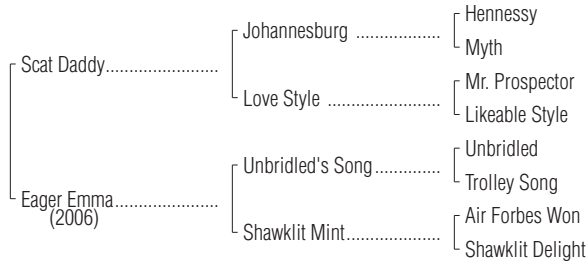 Hennessy
Johannesburg ..................
Myth
Scat Daddy........................
Mr. Prospector
Love Style ........................
Likeable Style
Unbridled
Unbridled's Song..............
Trolley Song
Eager Emma......................
(2006)
Air Forbes Won
Shawklit Mint....................
Shawklit Delight